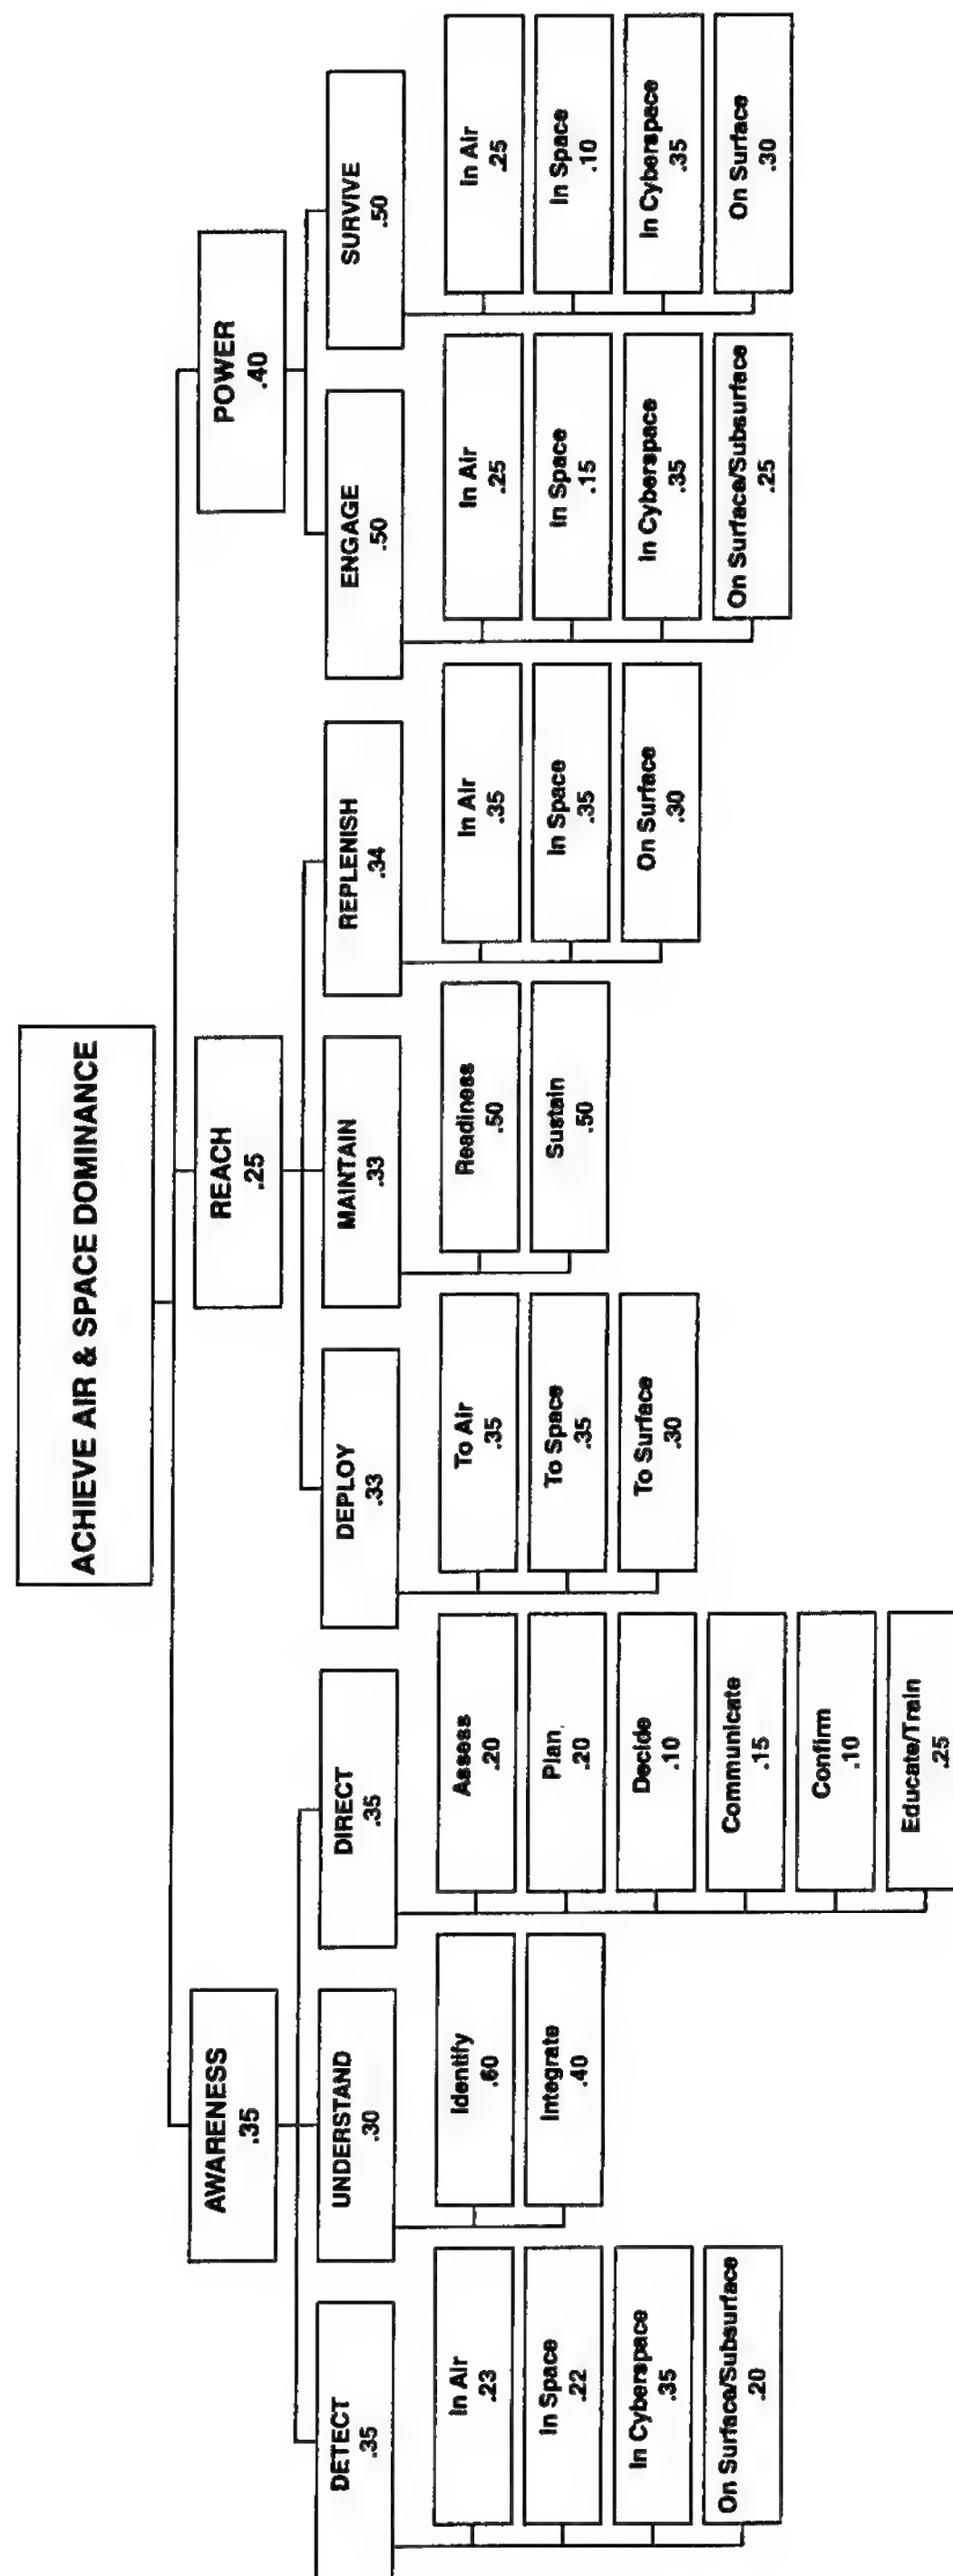 ACHIEVE AIR & SPACE DOMINANCE
AWARENESS
.35
REACH
.25
POWER
.40
DETECT
.35
UNDERSTAND
.30
DIRECT
.35
DEPLOY
.33
MAINTAIN
.33
REPLENISH
.34
ENGAGE
.50
SURVIVE
.50
In Air
.23
In Space
.22
In Cyberspace
.35
On Surface/Subsurface
.20
Identify
.60
Integrate
.40
Assess
.20
Plan
.20
Decide
.10
Communicate
.15
Confirm
.10
Educate/Train
.25
To Air
.35
To Space
.35
To Surface
.30
Readiness
.50
Sustain
.50
In Air
.35
In Space
.35
On Surface
.30
In Air
.25
In Space
.15
In Cyberspace
.35
On Surface/Subsurface
.25
In Air
.25
In Space
.10
In Cyberspace
.35
On Surface
.30